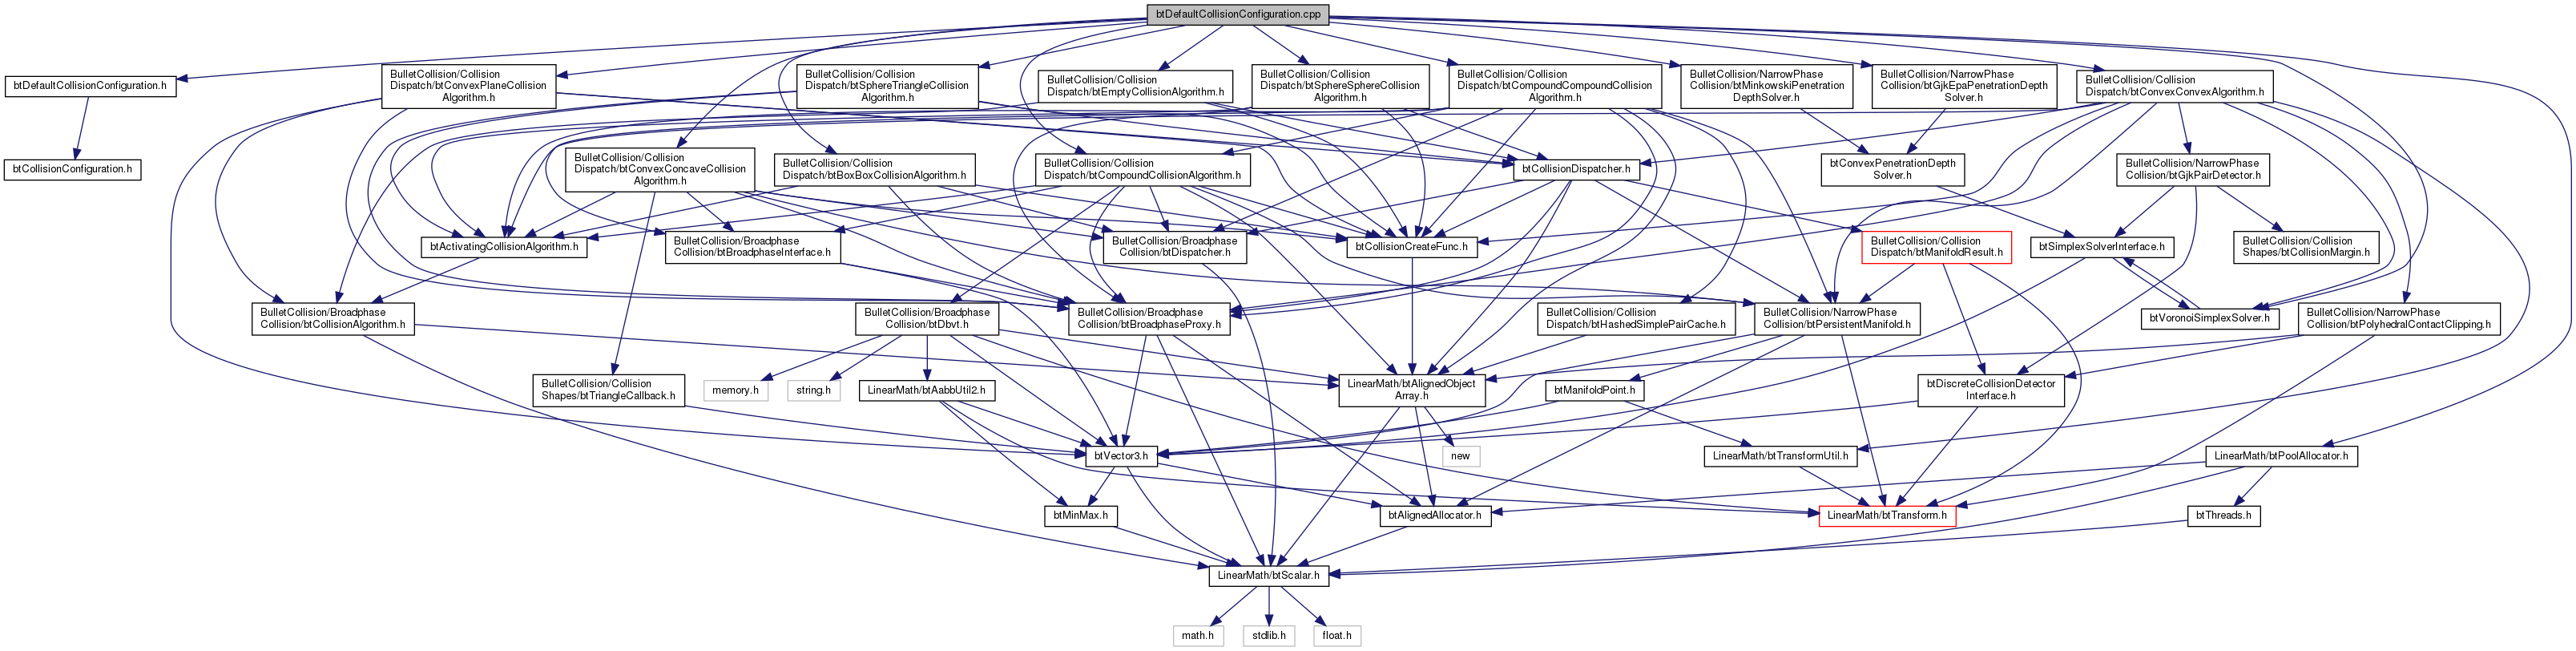 btDefaultCollisionConfiguration.cpp
btDefaultCollisionConfiguration.h
BulletCollision/Collision
Dispatch/btConvexPlaneCollision
Algorithm.h
BulletCollision/Collision
Dispatch/btSphereTriangleCollision
Algorithm.h
BulletCollision/Collision
Dispatch/btEmptyCollisionAlgorithm.h
BulletCollision/Collision
Dispatch/btSphereSphereCollision
Algorithm.h
BulletCollision/Collision
Dispatch/btCompoundCompoundCollision
Algorithm.h
BulletCollision/NarrowPhase
Collision/btMinkowskiPenetration
DepthSolver.h
BulletCollision/NarrowPhase
Collision/btGjkEpaPenetrationDepth
Solver.h
BulletCollision/Collision
Dispatch/btConvexConvexAlgorithm.h
btCollisionConfiguration.h
BulletCollision/Collision
Dispatch/btConvexConcaveCollision
Algorithm.h
BulletCollision/Collision
Dispatch/btBoxBoxCollisionAlgorithm.h
BulletCollision/Collision
Dispatch/btCompoundCollisionAlgorithm.h
btCollisionDispatcher.h
btConvexPenetrationDepth
Solver.h
BulletCollision/NarrowPhase
Collision/btGjkPairDetector.h
btActivatingCollisionAlgorithm.h
BulletCollision/Broadphase
Collision/btBroadphaseInterface.h
BulletCollision/Broadphase
Collision/btDispatcher.h
btCollisionCreateFunc.h
BulletCollision/Collision
Dispatch/btManifoldResult.h
btSimplexSolverInterface.h
BulletCollision/Collision
Shapes/btCollisionMargin.h
BulletCollision/Broadphase
Collision/btCollisionAlgorithm.h
BulletCollision/Broadphase
Collision/btDbvt.h
BulletCollision/Broadphase
Collision/btBroadphaseProxy.h
BulletCollision/Collision
Dispatch/btHashedSimplePairCache.h
BulletCollision/NarrowPhase
Collision/btPersistentManifold.h
btVoronoiSimplexSolver.h
BulletCollision/NarrowPhase
Collision/btPolyhedralContactClipping.h
BulletCollision/Collision
Shapes/btTriangleCallback.h
memory.h
string.h
LinearMath/btAabbUtil2.h
LinearMath/btAlignedObject
Array.h
btManifoldPoint.h
btDiscreteCollisionDetector
Interface.h
btVector3.h
new
LinearMath/btTransformUtil.h
LinearMath/btPoolAllocator.h
btMinMax.h
btAlignedAllocator.h
LinearMath/btTransform.h
btThreads.h
LinearMath/btScalar.h
math.h
stdlib.h
float.h